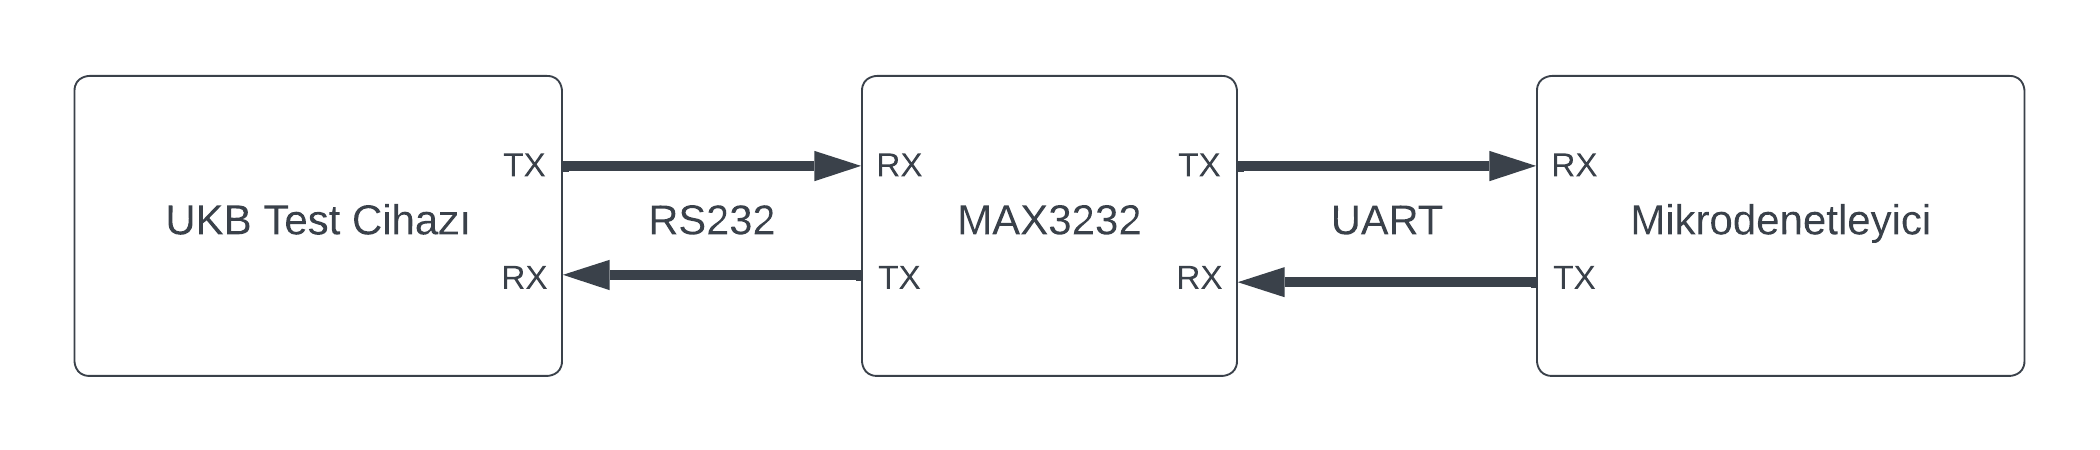 TX
RX
TX
RX
UKB Test Cihazı
RS232
MAX3232
UART
Mikrodenetleyici
RX
TX
RX
TX